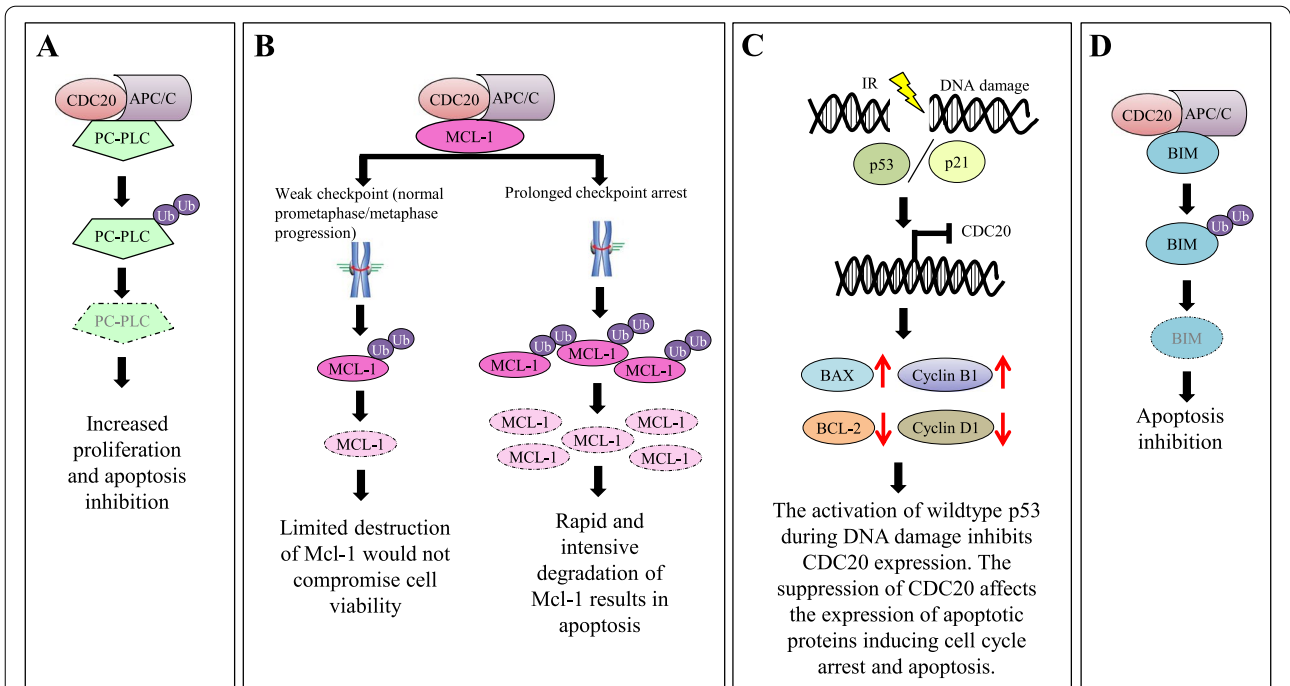 A
CDC20
APC/C
PC-PLC
Ub
Ub
PC-PLC
PC-PLC
Increased
proliferation
and apoptosis
inhibition
B
CDC20
APC/C
MCL-1
Weak checkpoint (normal
prometaphase/metaphase
progression)
Ub
Ub
MCL-1
MCL-1
Limited destruction
of Mcl-1 would not
compromise cell
viability
Prolonged checkpoint arrest
Ub
Ub
Ub
Ub
Ub
Ub
MCL-1
MCL-1
MCL-1
MCL-1
MCL-1
MCL-1
MCL-1
MCL-1
Rapid and
intensive
degradation of
Mcl-1 results in
apoptosis
C
IR
DNA damage
p53
p21
CDC20
BAX
Cyclin B1
BCL-2
Cyclin D1
The activation of wildtype p53
during DNA damage inhibits
CDC20 expression. The
suppression of CDC20 affects
the expression of apoptotic
proteins inducing cell cycle
arrest and apoptosis.
D
CDC20
APC/C
BIM
Ub
Ub
BIM
BIM
Apoptosis
inhibition